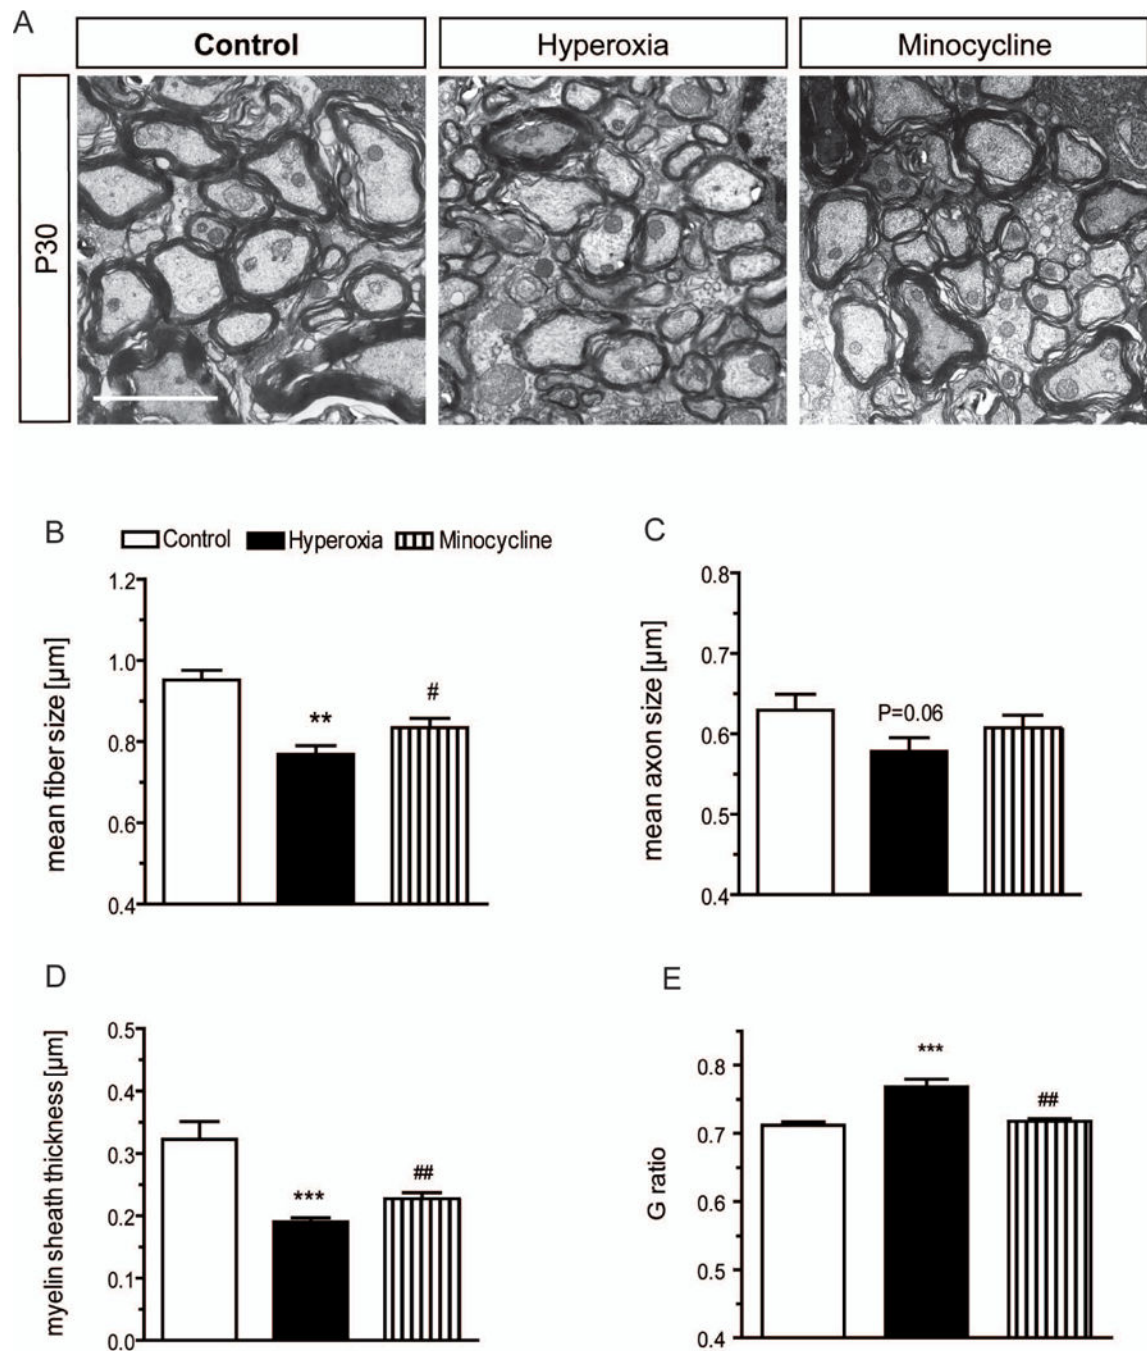 A
Control
Hyperoxia
Minocycline
P30
B
Control Hyperoxia Minocycline
mean fiber size [µm]
1.2
1.0
0.8
0.6
0.4
**
#
C
mean axon size [µm]
0.8
0.7
0.6
0.5
0.4
P=0.06
D
myelin sheath thickness [µm]
0.5
0.4
0.3
0.2
0.1
0.0
***
##
E
G ratio
0.8
0.7
0.6
0.5
0.4
***
##